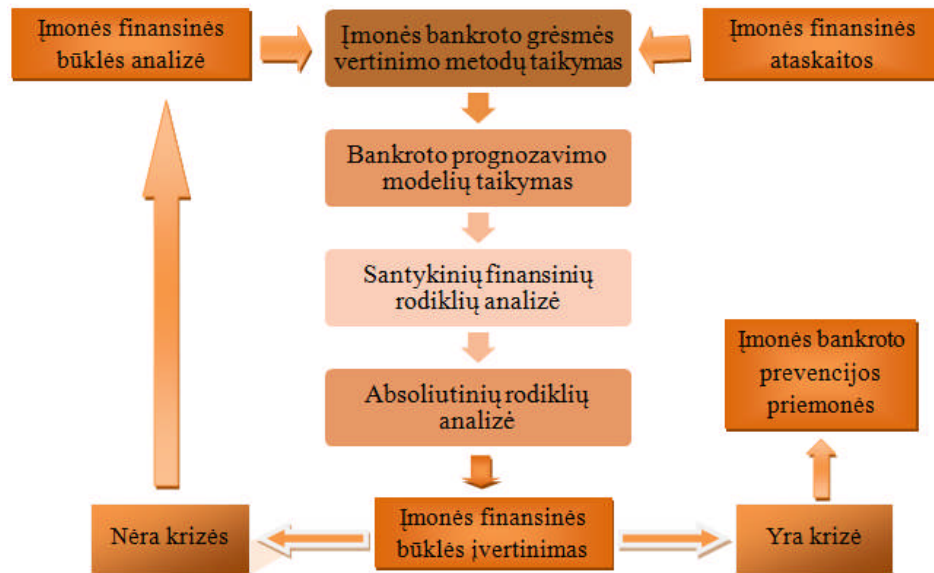 Įmonės finansinės
būklės analizė
Įmonės bankroto grėsmės
vertinimo metodų taikymas
Įmonės finansinės
ataskaitos
Bankroto prognozavimo
modelių taikymas
Santykinių finansinių
rodiklių analizė
Absoliutinių rodiklių
analizė
Įmonės bankroto
prevencijos
priemonės
Nėra krizės
Įmonės finansinės
būklės įvertinimas
Yra krizė